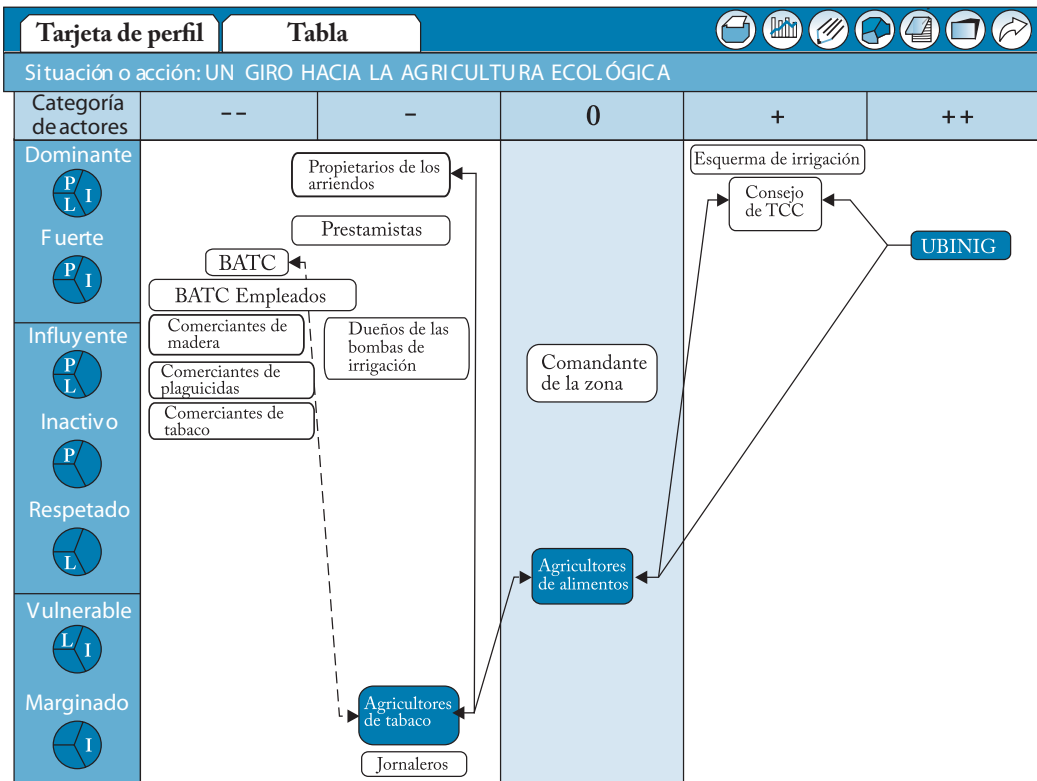 Tarjeta de perfil
Tabla
Situación o acción: UN GIRO HACIA LA AGRICULTURA ECOLÓGICA
Categoría
de actores
--
-
0
+
++
Dominante
P
L I
Fuerte
P
I
Influyente
P
L
Inactivo
P
Respetado
L
Vulnerable
L
I
Marginado
I
Propietarios de los
arriendos
Prestamistas
BATC
BATC Empleados
Comerciantes de
madera
Comerciantes de
plaguicidas
Comerciantes de
tabaco
Dueños de las
bombas de
irrigación
Agricultores
de tabaco
Jornaleros
Comandante
de la zona
Agricultores
de alimentos
Esquerma de irrigación
Consejo
de TCC
UBINIG